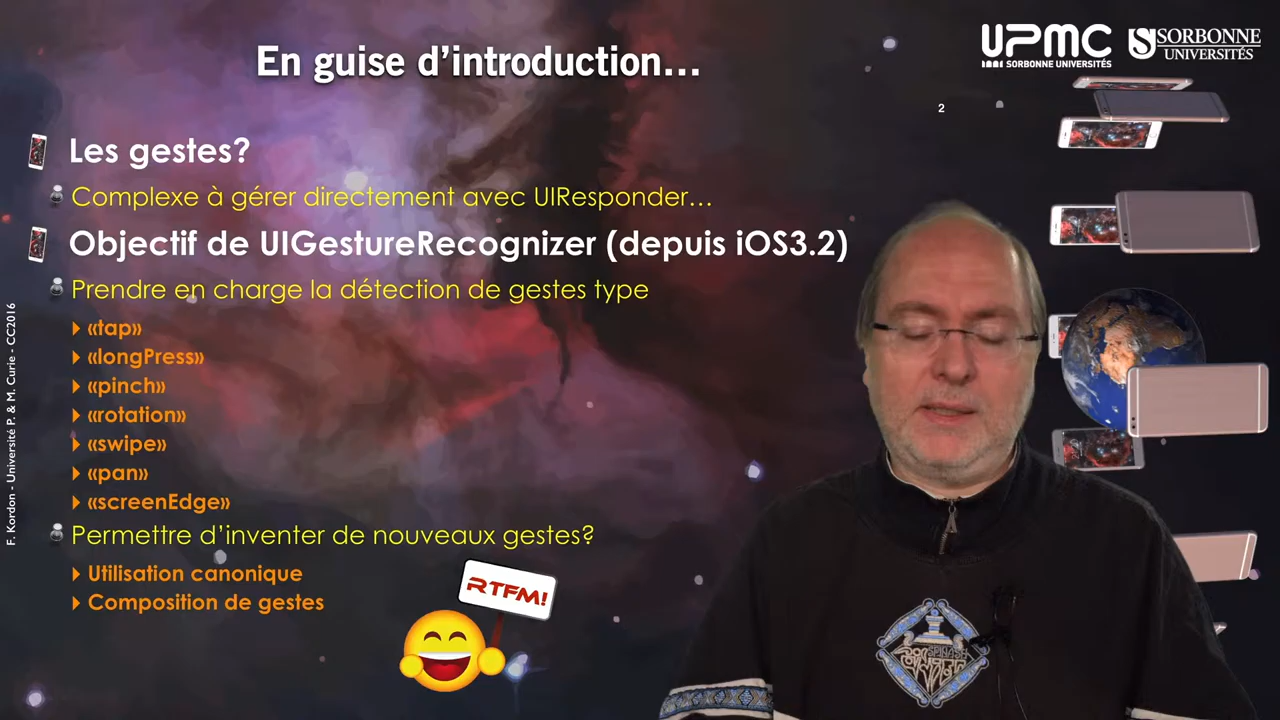 En guise d'introduction...
UPMC
SORBONNE UNIVERSITÉS
S SORBONNE
UNIVERSITÉS
2
Les gestes?
Complexe à gérer directement avec UIResponder...
Objectif de UIGestureRecognizer (depuis iOS3.2)
Prendre en charge la détection de gestes type
«tap»
«longPress»
«pinch»
«rotation»
«swipe»
«pan»
«screenEdge»
Permettre d'inventer de nouveaux gestes?
Utilisation canonique
Composition de gestes
RTFM!
F. Kordon - Université P. & M. Curie - CC2016